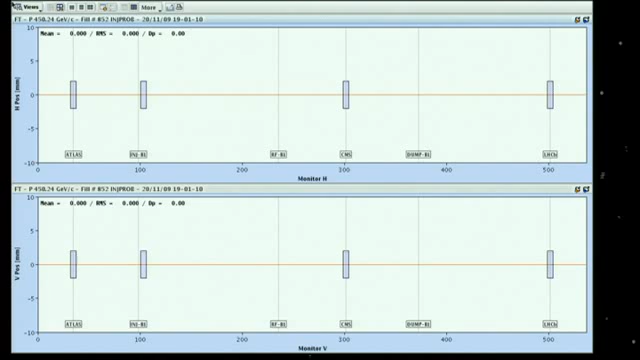 Views
More
FT - P 450.24 GeV/c - Fill # 852 INJPROB - 20/11/09 19-01-10
Mean = 0.000 / RMS = 0.000 / Dp = 0.00
10
5
0
-5
-10
H Pos [mm]
ATLAS
INJ-B1
RF-B1
CMS
DUMP-B1
LHCb
0
100
200
300
400
500
Monitor H
FT - P 450.24 GeV/c - Fill # 852 INJPROB - 20/11/09 19-01-10
Mean = 0.000 / RMS = 0.000 / Dp = 0.00
10
5
0
-5
-10
V Pos [mm]
ATLAS
INJ-B1
RF-B1
CMS
DUMP-B1
LHCb
0
100
200
300
400
500
Monitor V